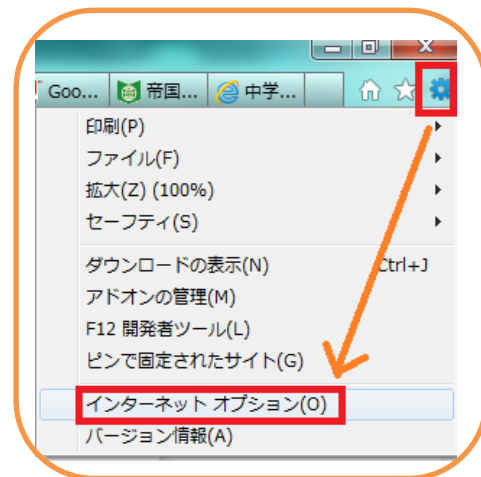 Goo... 帝国... 中学...
印刷(P)
ファイル(F)
拡大(Z) (100%)
セーフティ(S)
ダウンロードの表示(N) Ctrl+J
アドオンの管理(M)
F12 開発者ツール(L)
ピンで固定されたサイト(G)
インターネット オプション(O)
バージョン情報(A)